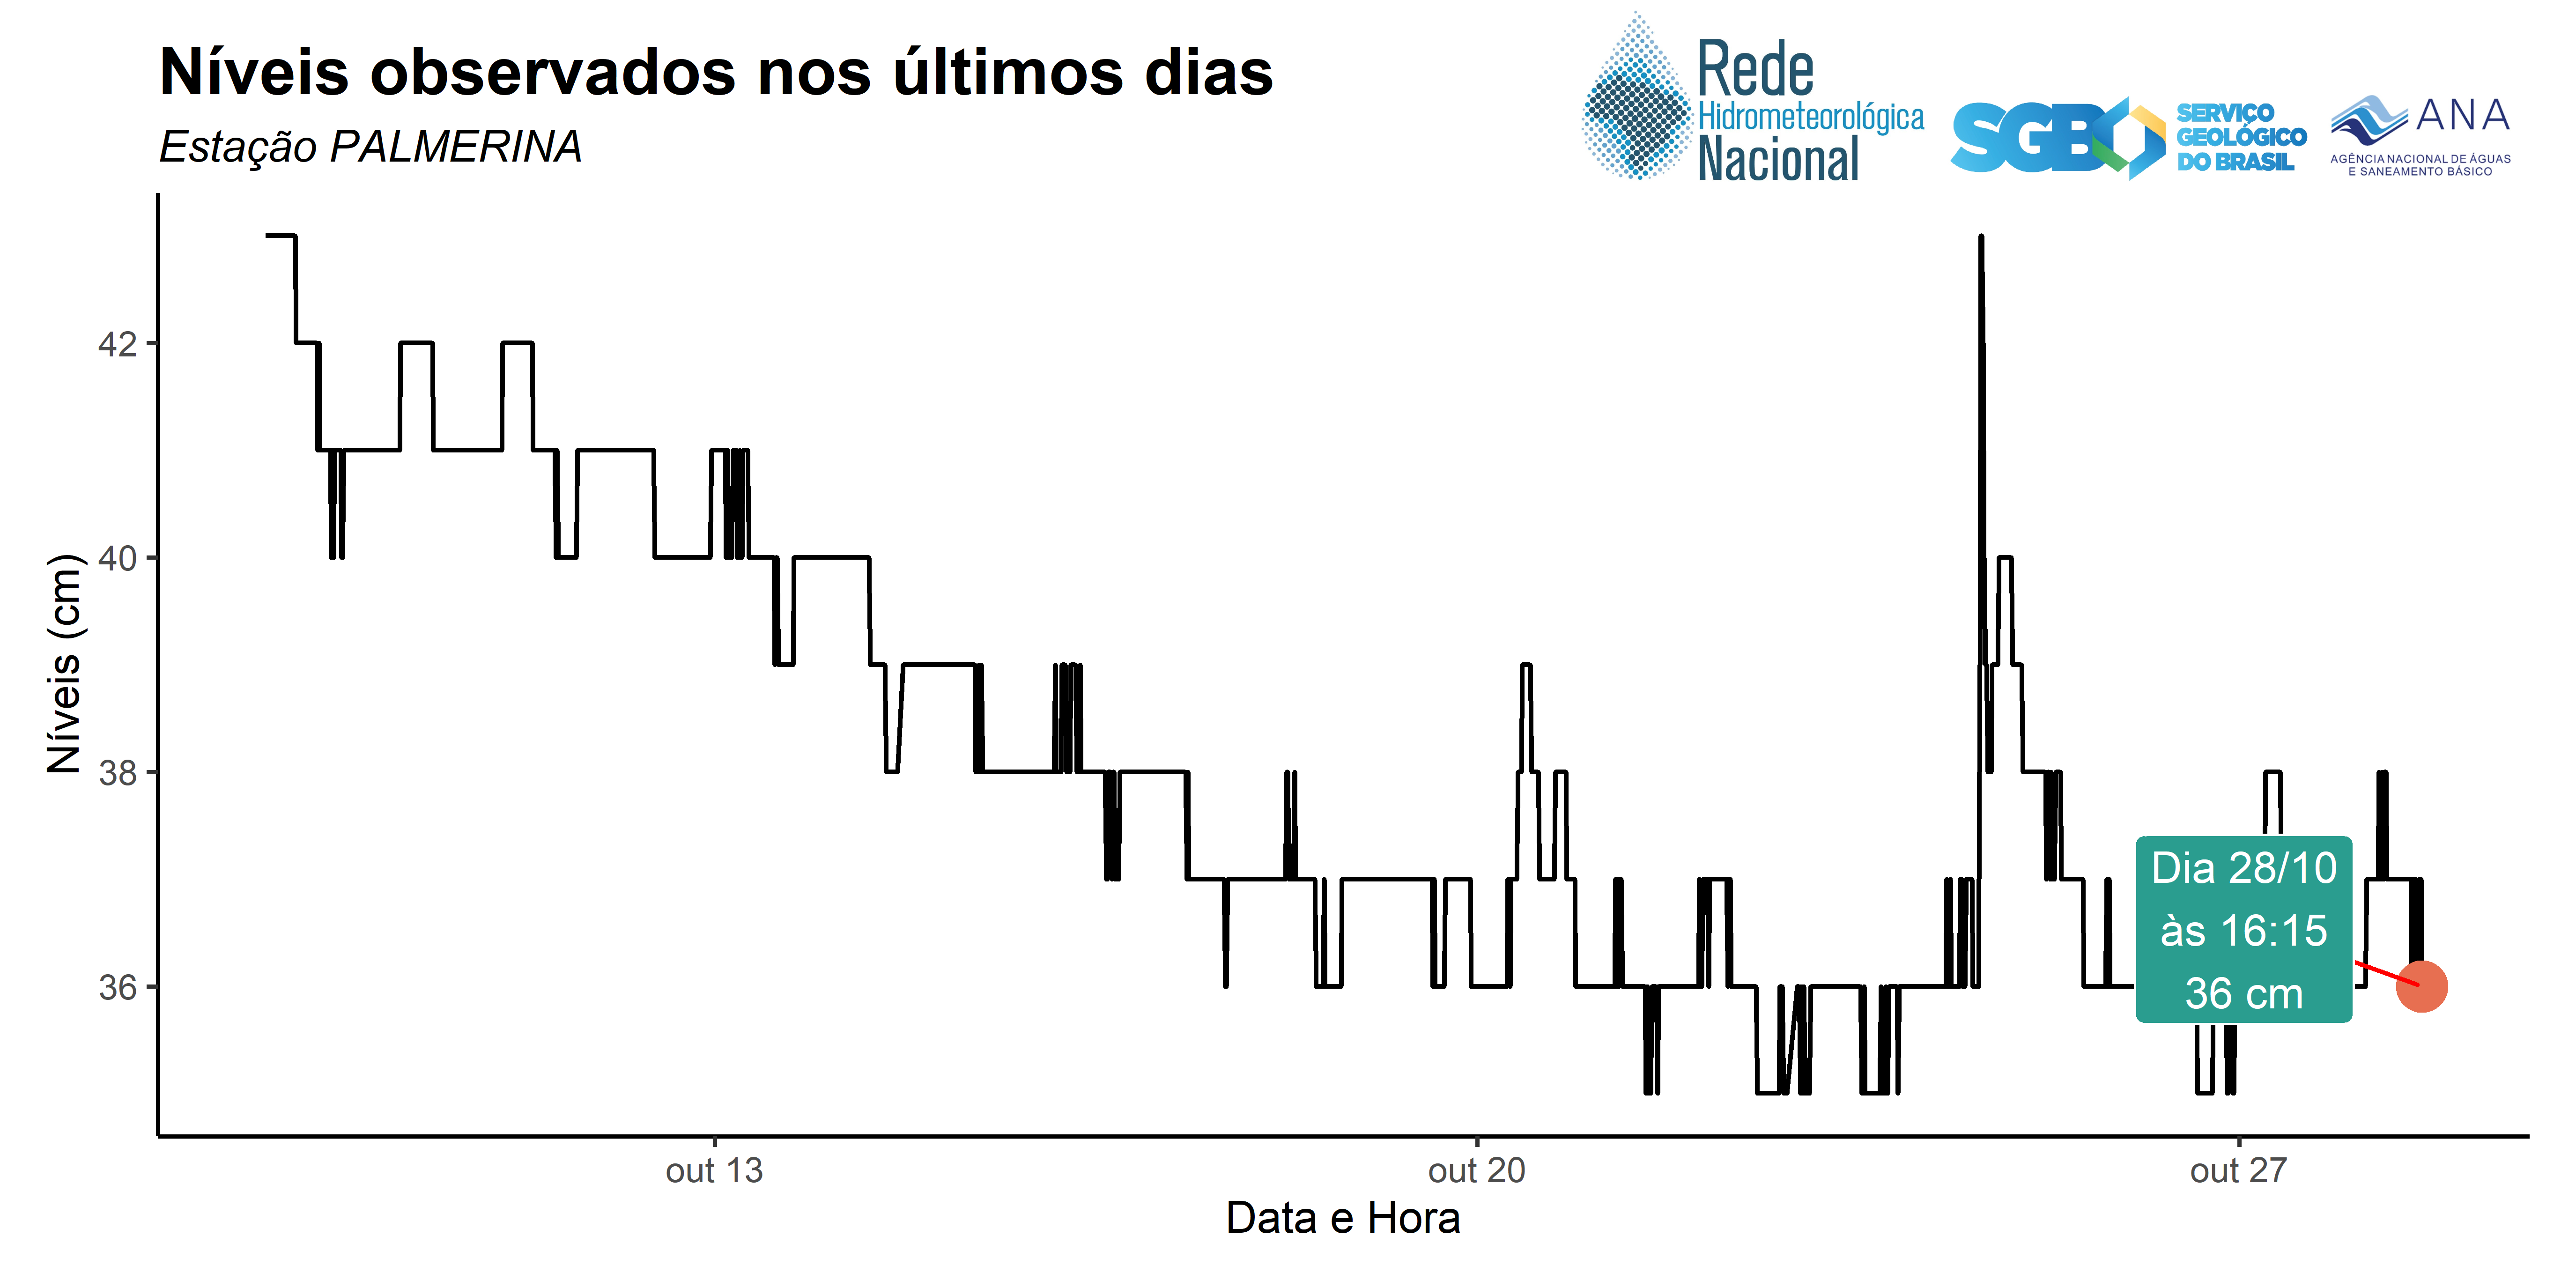 Níveis observados nos últimos dias
Estação PALMERINA
Rede
Hidrometeorológica
Nacional
SGB
SERVIÇO
GEOLÓGICO
DO BRASIL
ANA
AGÊNCIA NACIONAL DE ÁGUAS
E SANEAMENTO BÁSICO
Níveis (cm)
42
40
38
36
Dia 28/10
às 16:15
36 cm
out 13
out 20
out 27
Data e Hora